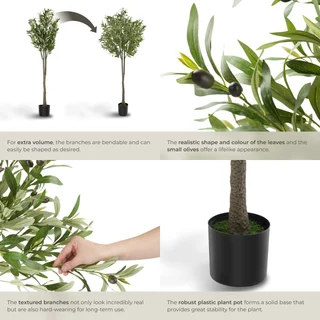 For extra volume, the branches are bendable and can
easily be shaped as desired.
The realistic shape and colour of the leaves and the
small olives offer a lifelike appearance.
The textured branches not only look incredibly real
but are also hard-wearing for long-term use.
The robust plastic plant pot forms a solid base that
provides great stability for the plant.